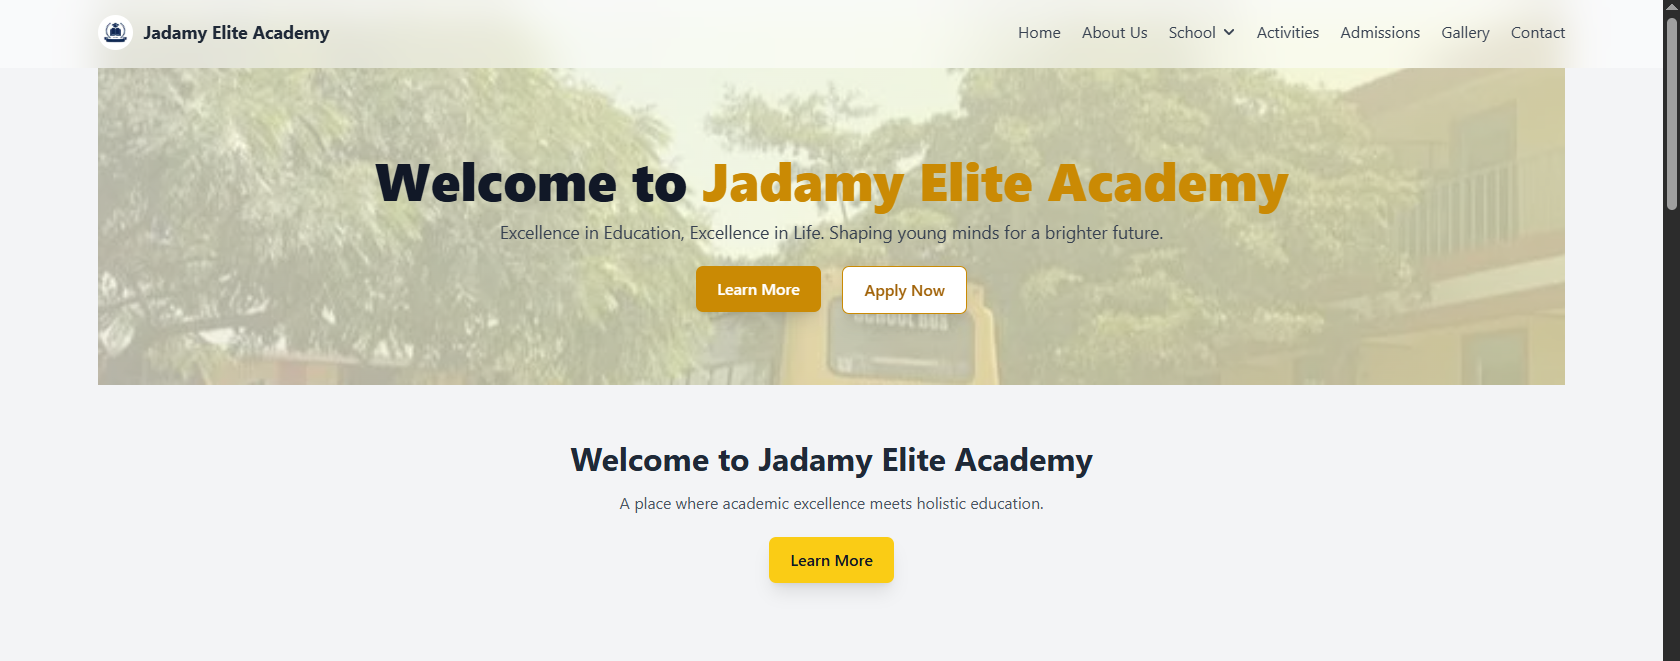 Jadamy Elite Academy
Home About Us School Activities Admissions Gallery Contact
Welcome to Jadamy Elite Academy
Excellence in Education, Excellence in Life. Shaping young minds for a brighter future.
Learn More Apply Now
SCHOOL BUS
Welcome to Jadamy Elite Academy
A place where academic excellence meets holistic education.
Learn More